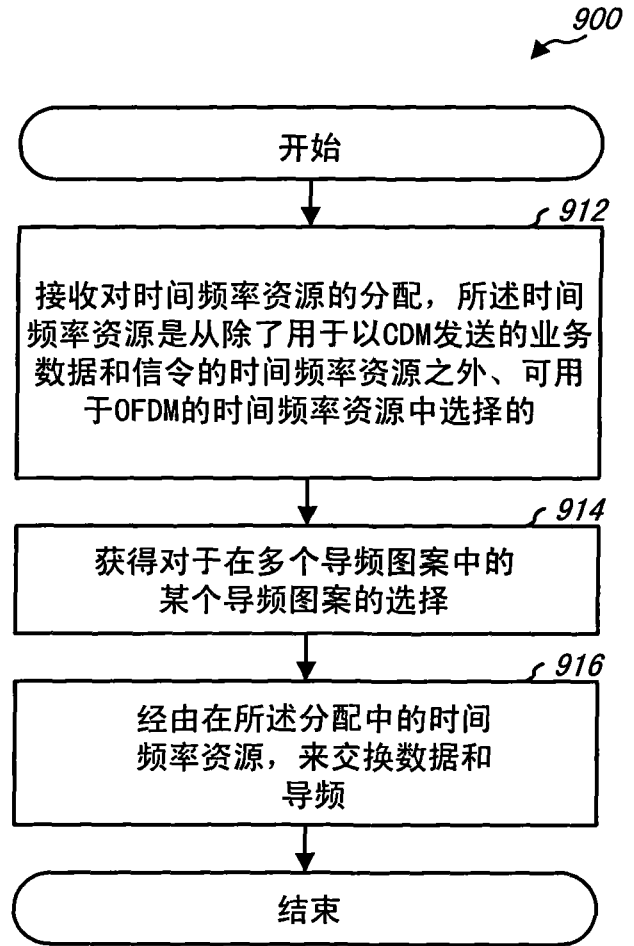 900
开始
912
接收对时间频率资源的分配，所述时间
频率资源是从除了用于以CDM发送的业务
数据和信令的时间频率资源之外、可用
于OFDM的时间频率资源中选择的
914
获得对于在多个导频图案中的
某个导频图案的选择
916
经由在所述分配中的时间
频率资源，来交换数据和
导频
结束